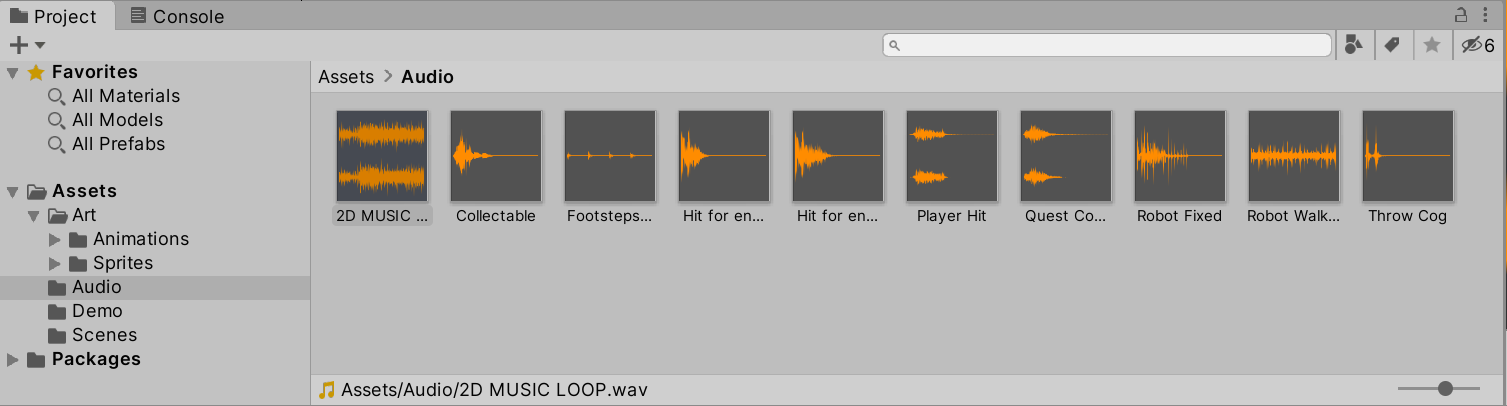 Project
Console
6
Favorites
All Materials
All Models
All Prefabs
Assets
Art
Animations
Sprites
Audio
Demo
Scenes
Packages
Assets > Audio
2D MUSIC ...
Collectable
Footsteps...
Hit for en...
Hit for en...
Player Hit
Quest Co...
Robot Fixed
Robot Walk...
Throw Cog
Assets/Audio/2D MUSIC LOOP.wav